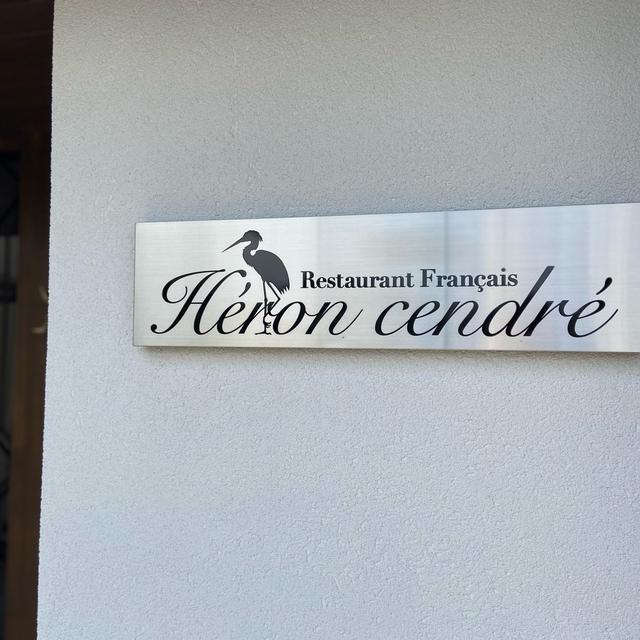 Restaurant Français
Héron cendré